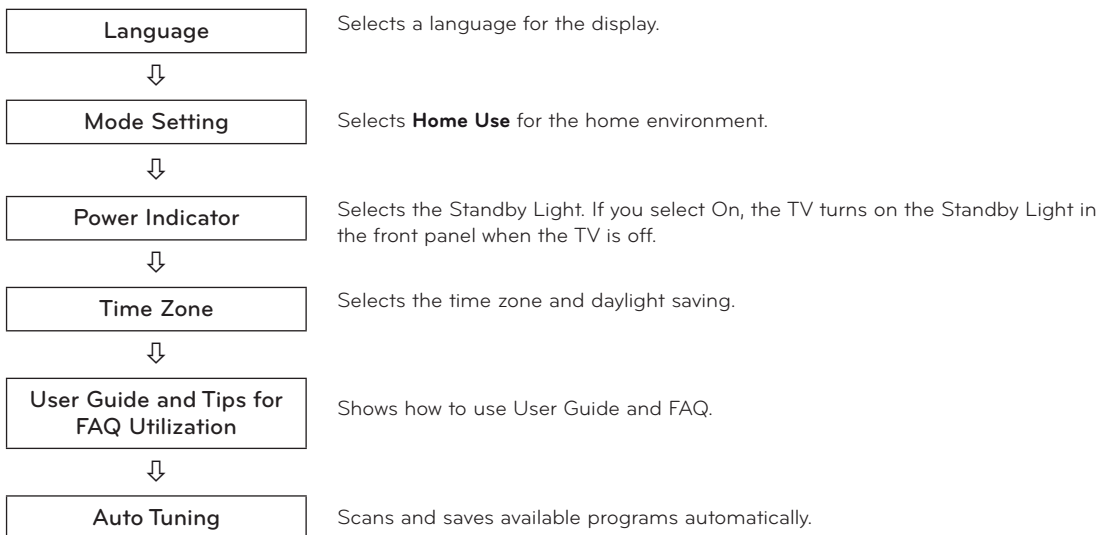 Language
Selects a language for the display.
Mode Setting
Selects Home Use for the home environment.
Power Indicator
Selects the Standby Light. If you select On, the TV turns on the Standby Light in
the front panel when the TV is off.
Time Zone
Selects the time zone and daylight saving.
User Guide and Tips for
FAQ Utilization
Shows how to use User Guide and FAQ.
Auto Tuning
Scans and saves available programs automatically.